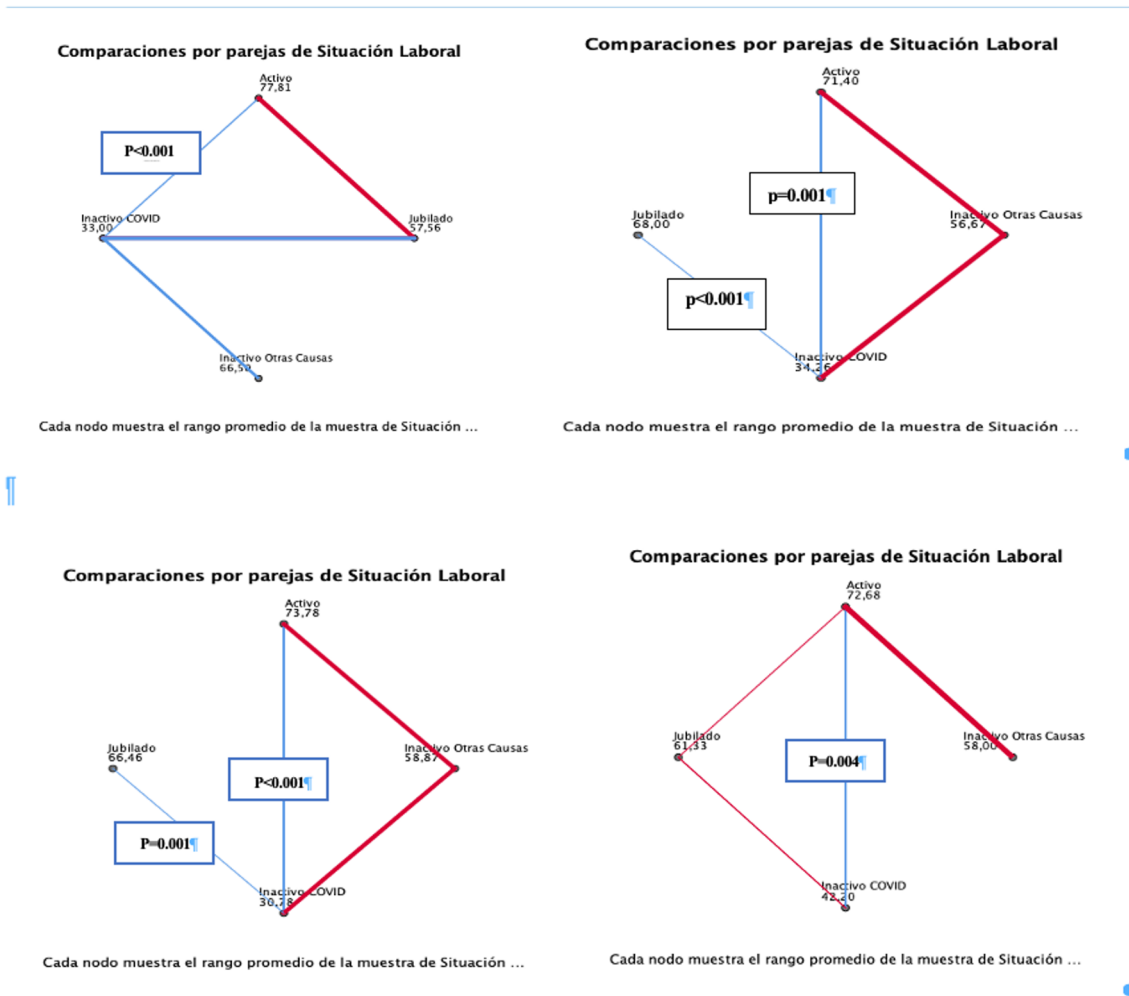 Comparaciones por parejas de Situación Laboral
Activo
77,81
P<0.001
Inactivo COVID
33,00
Jubilado
57,56
Inactivo Otras Causas
66,50
Cada nodo muestra el rango promedio de la muestra de Situación ...
Comparaciones por parejas de Situación Laboral
Activo
71,40
p=0.001¶
Jubilado
68,00
Inactivo Otras Causas
56,67
p<0.001¶
Inactivo COVID
34,26
Cada nodo muestra el rango promedio de la muestra de Situación ...
¶
Comparaciones por parejas de Situación Laboral
Activo
73,78
Jubilado
66,46
Inactivo Otras Causas
58,87
P<0.001¶
P=0.001¶
Inactivo COVID
30,78
Cada nodo muestra el rango promedio de la muestra de Situación ...
Comparaciones por parejas de Situación Laboral
Activo
72,68
Jubilado
61,33
Inactivo Otras Causas
58,00
P=0.004¶
Inactivo COVID
42,20
Cada nodo muestra el rango promedio de la muestra de Situación ...